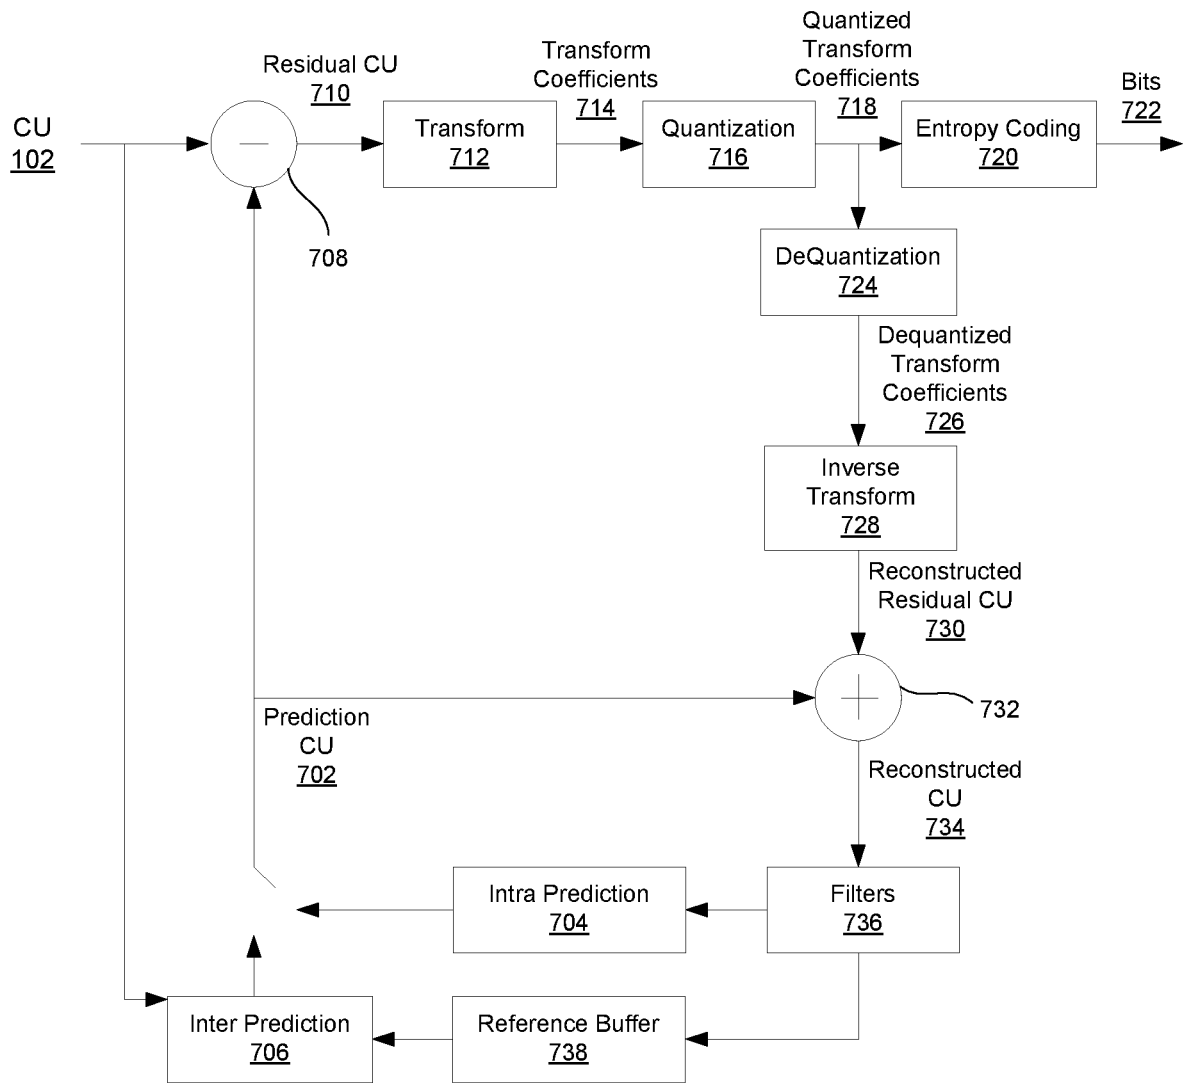 CU
102
Residual CU
710
708
Transform
712
Transform
Coefficients
714
Quantization
716
Quantized
Transform
Coefficients
718
Entropy Coding
720
Bits
722
DeQuantization
724
Dequantized
Transform
Coefficients
726
Inverse
Transform
728
Reconstructed
Residual CU
730
732
Prediction
CU
702
Reconstructed
CU
734
Intra Prediction
704
Filters
736
Inter Prediction
706
Reference Buffer
738